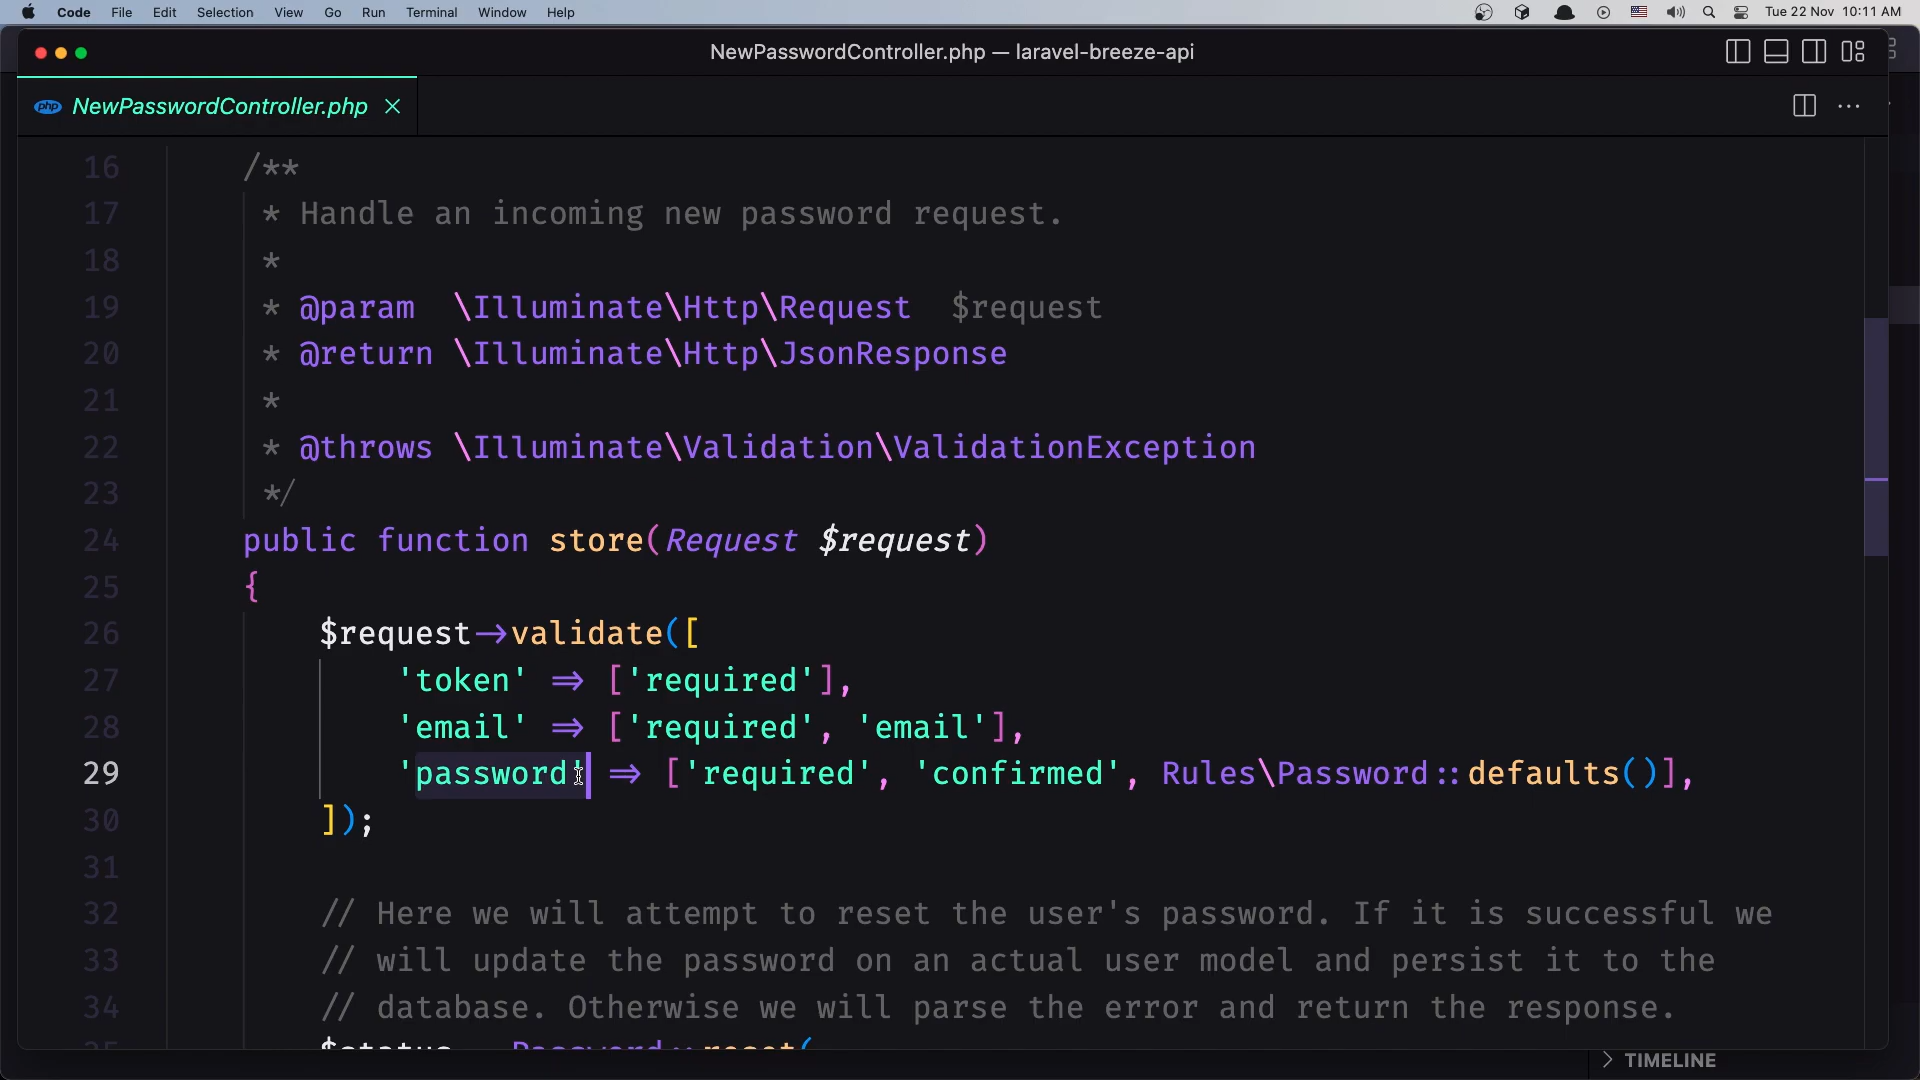 Code File Edit Selection View Go Run Terminal Window Help Tue 22 Nov 10:11 AM
NewPasswordController.php — laravel-breeze-api
php NewPasswordController.php
16 /**
17 * Handle an incoming new password request.
18 *
19 * @param \Illuminate\Http\Request $request
20 * @return \Illuminate\Http\JsonResponse
21 *
22 * @throws \Illuminate\Validation\ValidationException
23 */
24 public function store(Request $request)
25 {
26 $request->validate([
27 'token' => ['required'],
28 'email' => ['required', 'email'],
29 'password' => ['required', 'confirmed', Rules\Password::defaults()],
30 ]);
31
32 // Here we will attempt to reset the user's password. If it is successful we
33 // will update the password on an actual user model and persist it to the
34 // database. Otherwise we will parse the error and return the response.
35 $status Password::reset(
TIMELINE